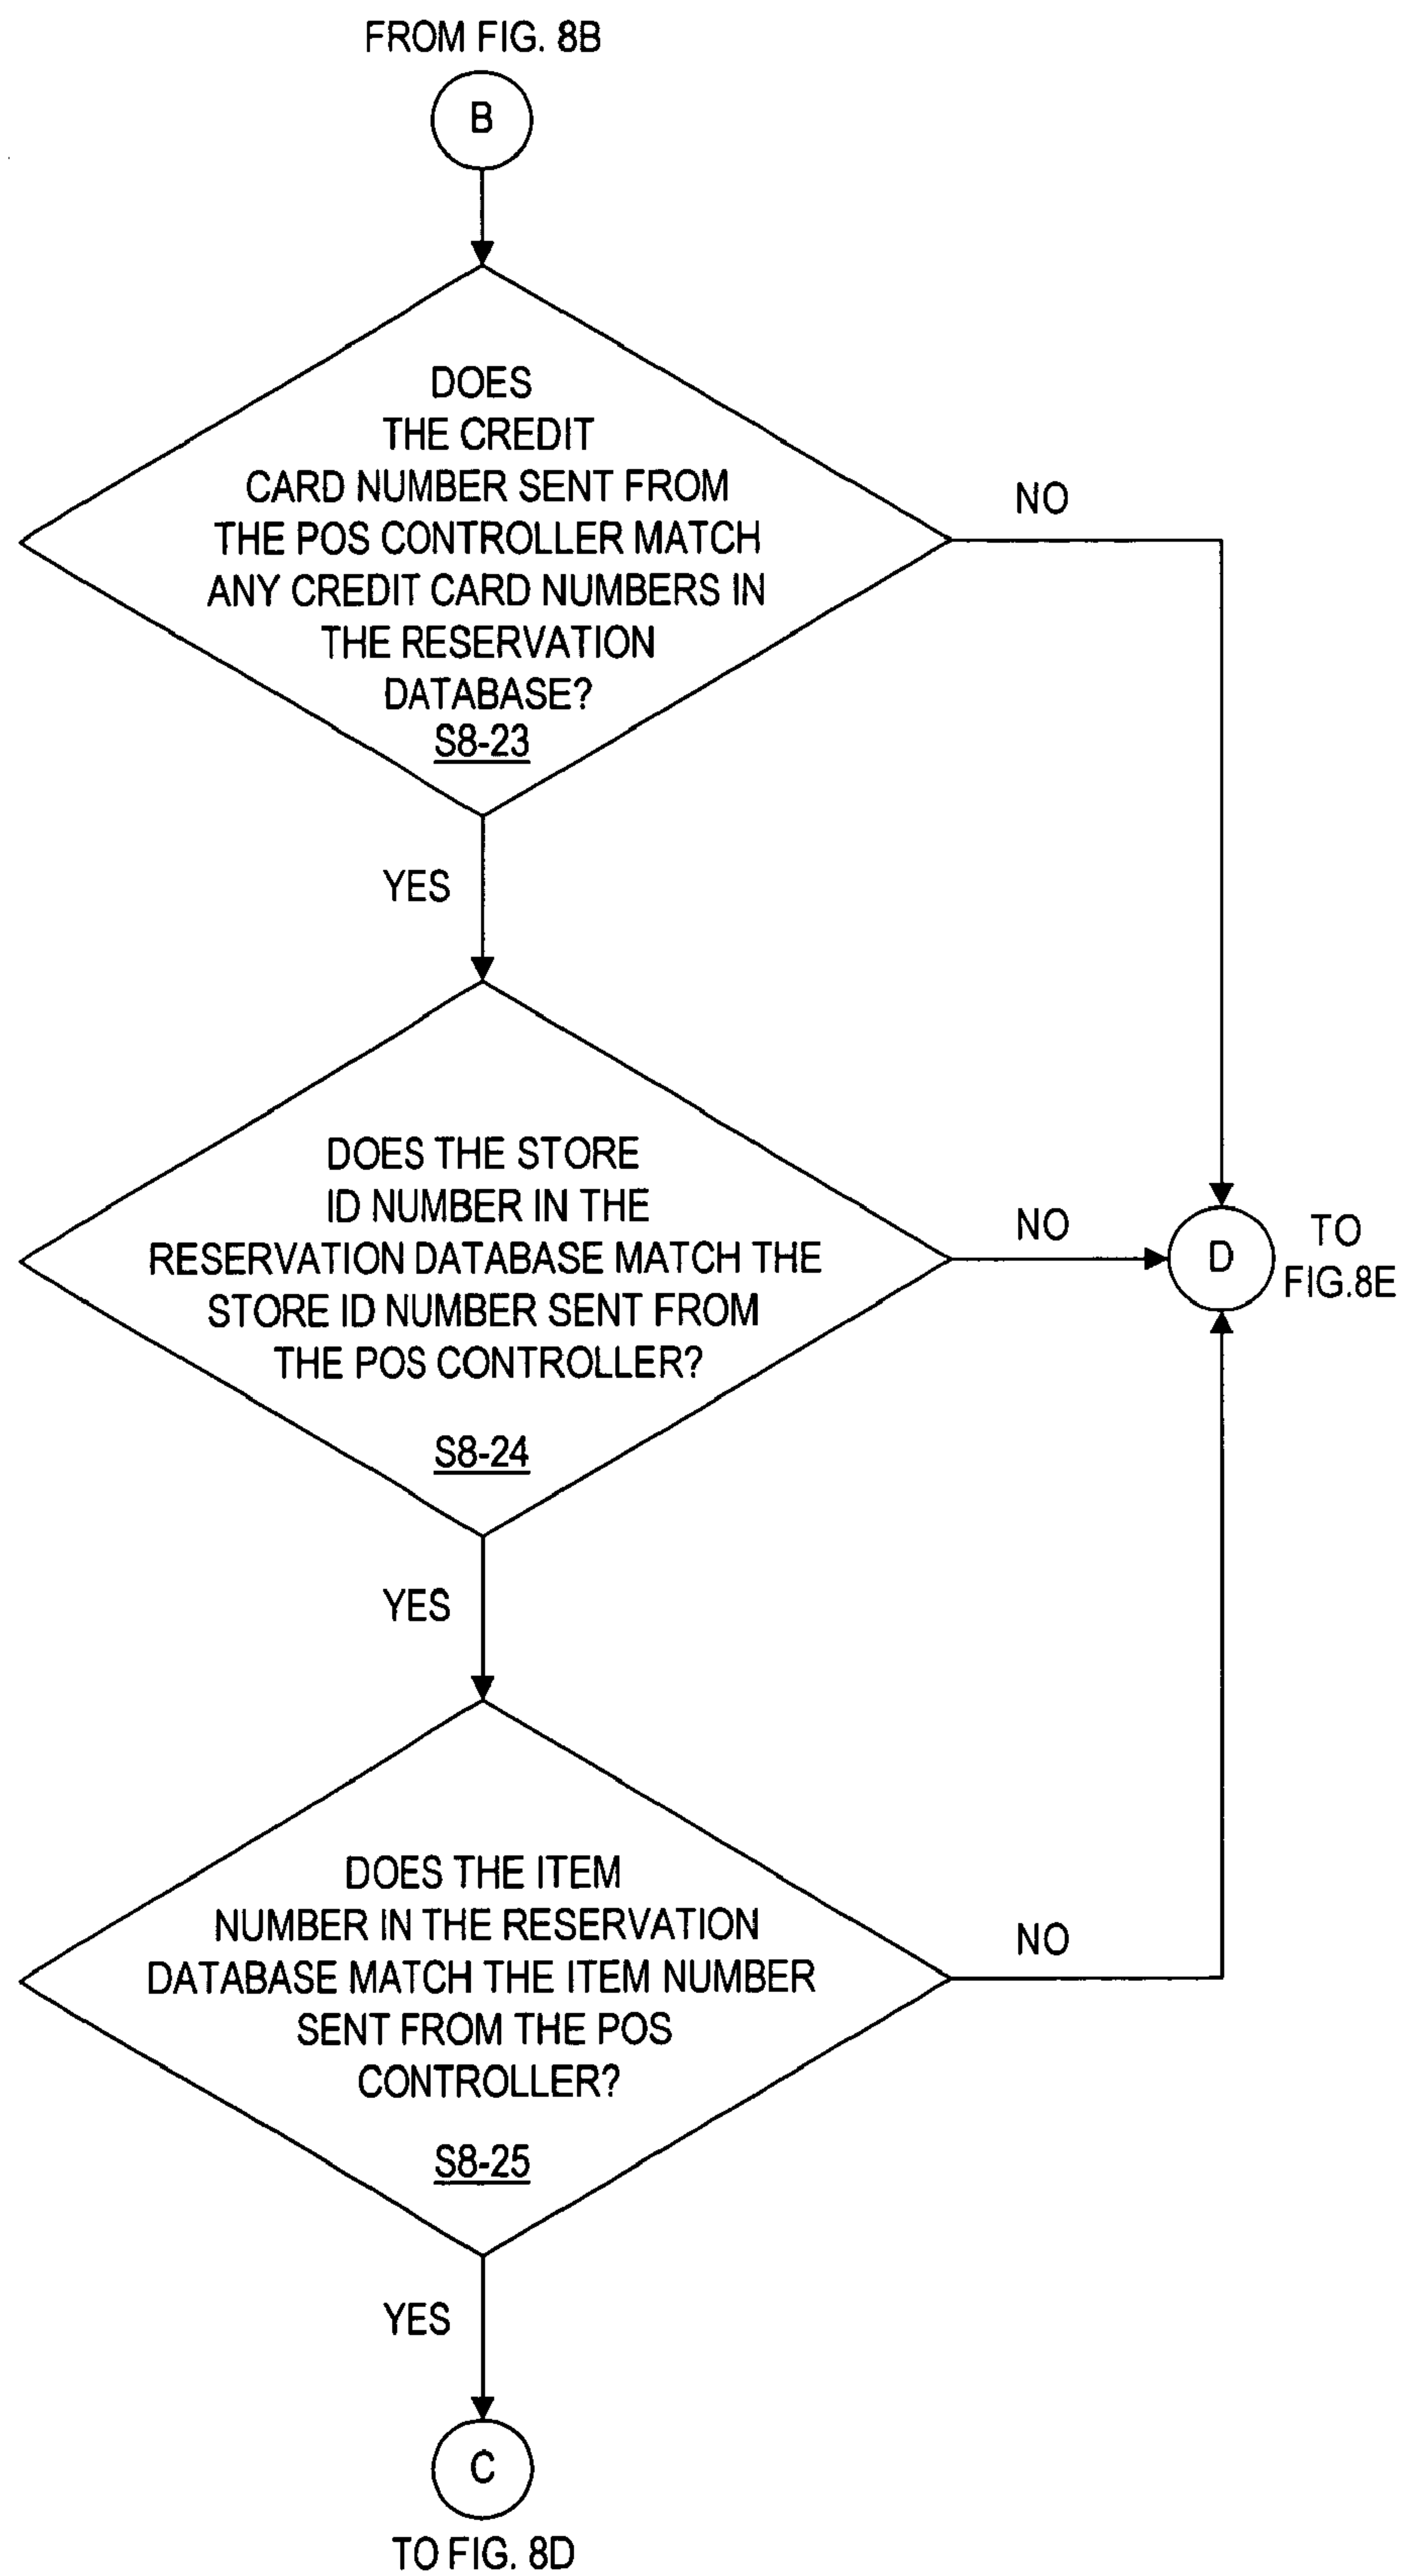 FROM FIG. 8B
B
DOES
THE CREDIT
CARD NUMBER SENT FROM
THE POS CONTROLLER MATCH
ANY CREDIT CARD NUMBERS IN
THE RESERVATION
DATABASE?
S8-23
NO
YES
DOES THE STORE
ID NUMBER IN THE
RESERVATION DATABASE MATCH THE
STORE ID NUMBER SENT FROM
THE POS CONTROLLER?
S8-24
NO
D
TO
FIG.8E
YES
DOES THE ITEM
NUMBER IN THE RESERVATION
DATABASE MATCH THE ITEM NUMBER
SENT FROM THE POS
CONTROLLER?
S8-25
NO
YES
C
TO FIG. 8D